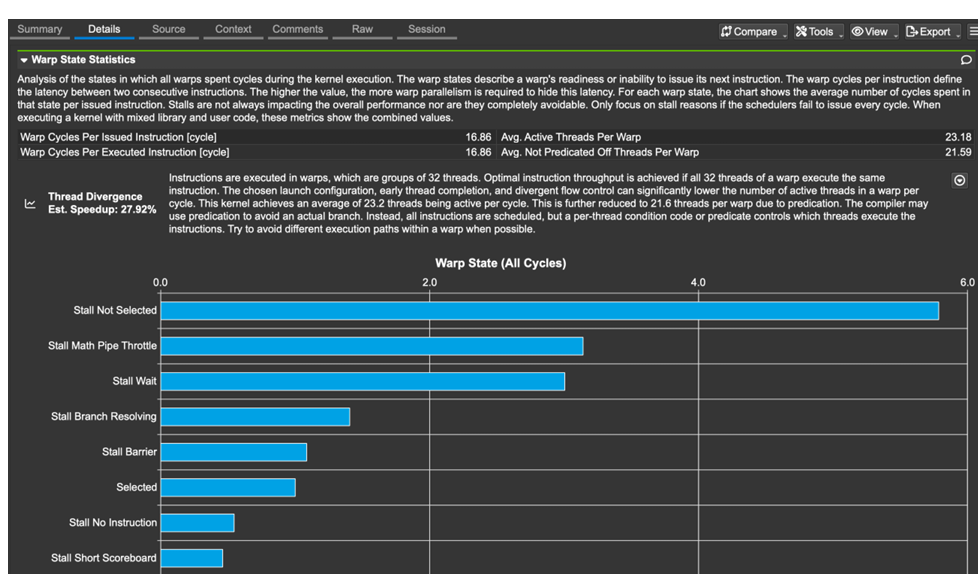 Summary Details Source Context Comments Raw Session Compare Tools View Export
Warp State Statistics
Analysis of the states in which all warps spent cycles during the kernel execution. The warp states describe a warp's readiness or inability to issue its next instruction. The warp cycles per instruction define
the latency between two consecutive instructions. The higher the value, the more warp parallelism is required to hide this latency. For each warp state, the chart shows the average number of cycles spent in
that state per issued instruction. Stalls are not always impacting the overall performance nor are they completely avoidable. Only focus on stall reasons if the schedulers fail to issue every cycle. When
executing a kernel with mixed library and user code, these metrics show the combined values.
Warp Cycles Per Issued Instruction [cycle] 16.86 Avg. Active Threads Per Warp 23.18
Warp Cycles Per Executed Instruction [cycle] 16.86 Avg. Not Predicated Off Threads Per Warp 21.59
Thread Divergence
Est. Speedup: 27.92%
Instructions are executed in warps, which are groups of 32 threads. Optimal instruction throughput is achieved if all 32 threads of a warp execute the same
instruction. The chosen launch configuration, early thread completion, and divergent flow control can significantly lower the number of active threads in a warp per
cycle. This kernel achieves an average of 23.2 threads being active per cycle. This is further reduced to 21.6 threads per warp due to predication. The compiler may
use predication to avoid an actual branch. Instead, all instructions are scheduled, but a per-thread condition code or predicate controls which threads execute the
instructions. Try to avoid different execution paths within a warp when possible.
Warp State (All Cycles)
0.0 2.0 4.0 6.0
Stall Not Selected
Stall Math Pipe Throttle
Stall Wait
Stall Branch Resolving
Stall Barrier
Selected
Stall No Instruction
Stall Short Scoreboard